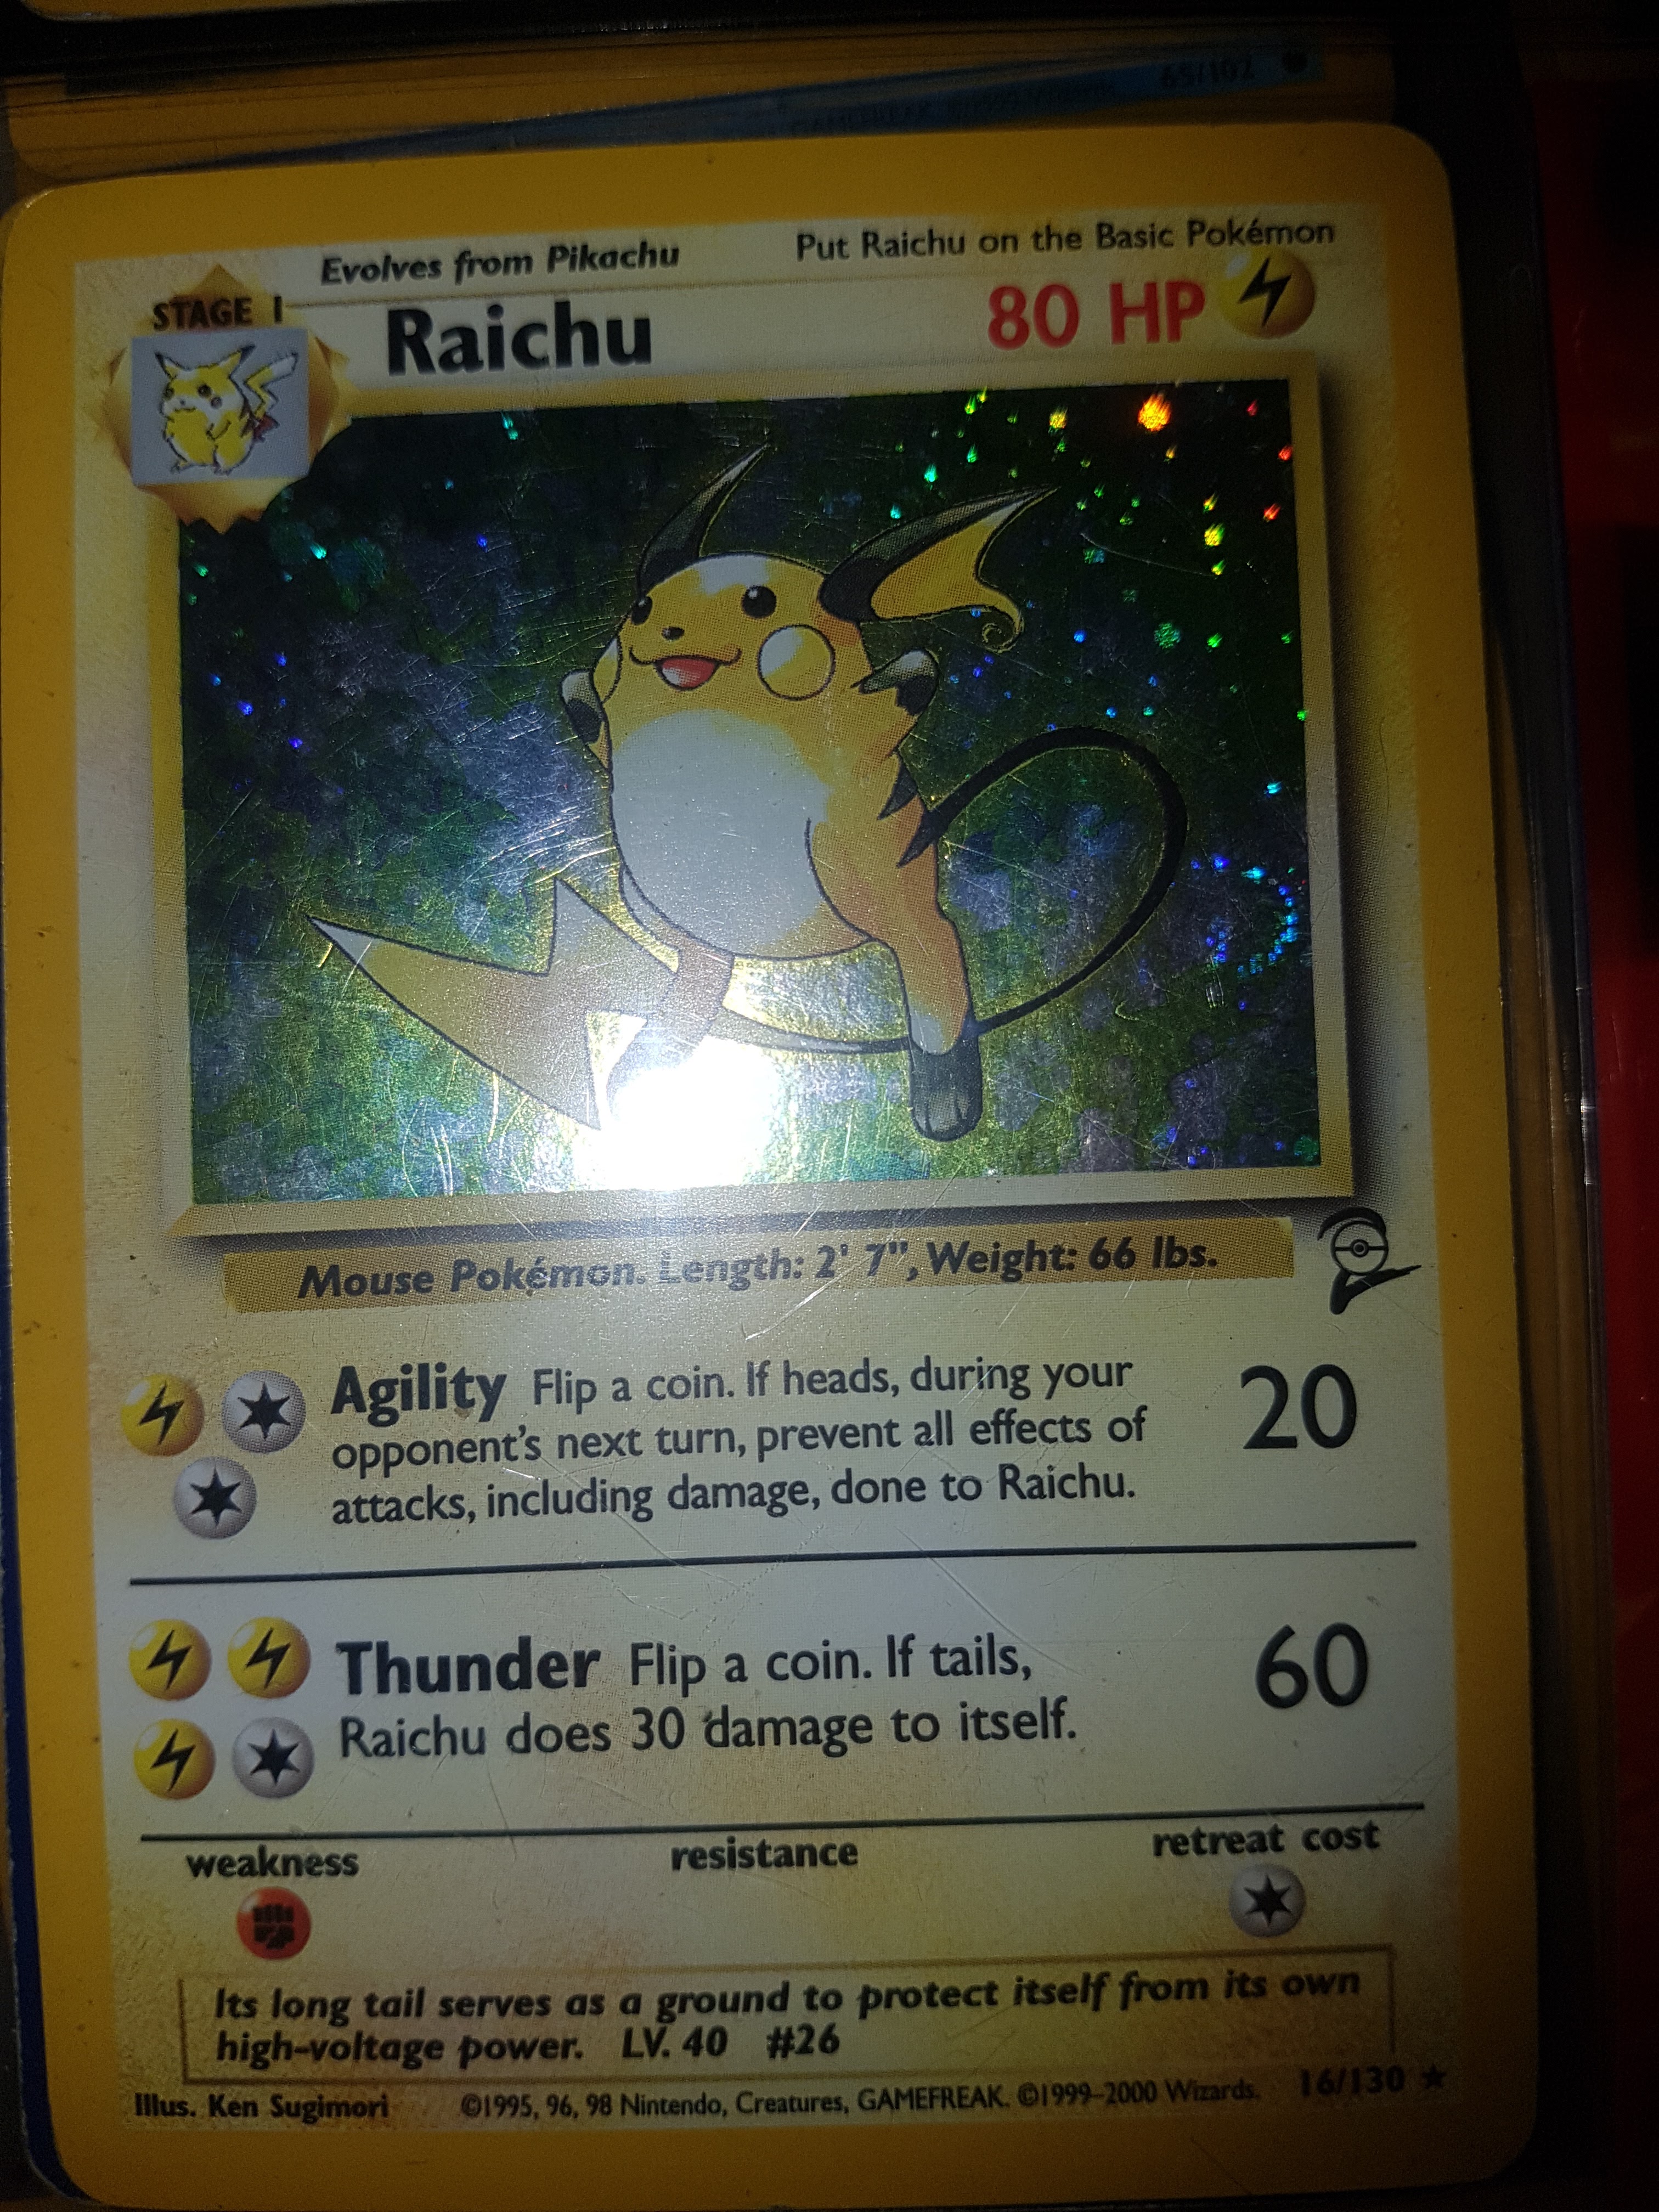 65/102
Evolves from Pikachu Put Raichu on the Basic Pokémon
STAGE 1
Raichu 80 HP
Mouse Pokémon. Length: 2' 7", Weight: 66 lbs.
Agility Flip a coin. If heads, during your 20
opponent's next turn, prevent all effects of
attacks, including damage, done to Raichu.
Thunder Flip a coin. If tails, 60
Raichu does 30 damage to itself.
weakness resistance retreat cost
Its long tail serves as a ground to protect itself from its own
high-voltage power. LV. 40 #26
Illus. Ken Sugimori ©1995, 96, 98 Nintendo, Creatures, GAMEFREAK. ©1999–2000 Wizards. 16/130 ★